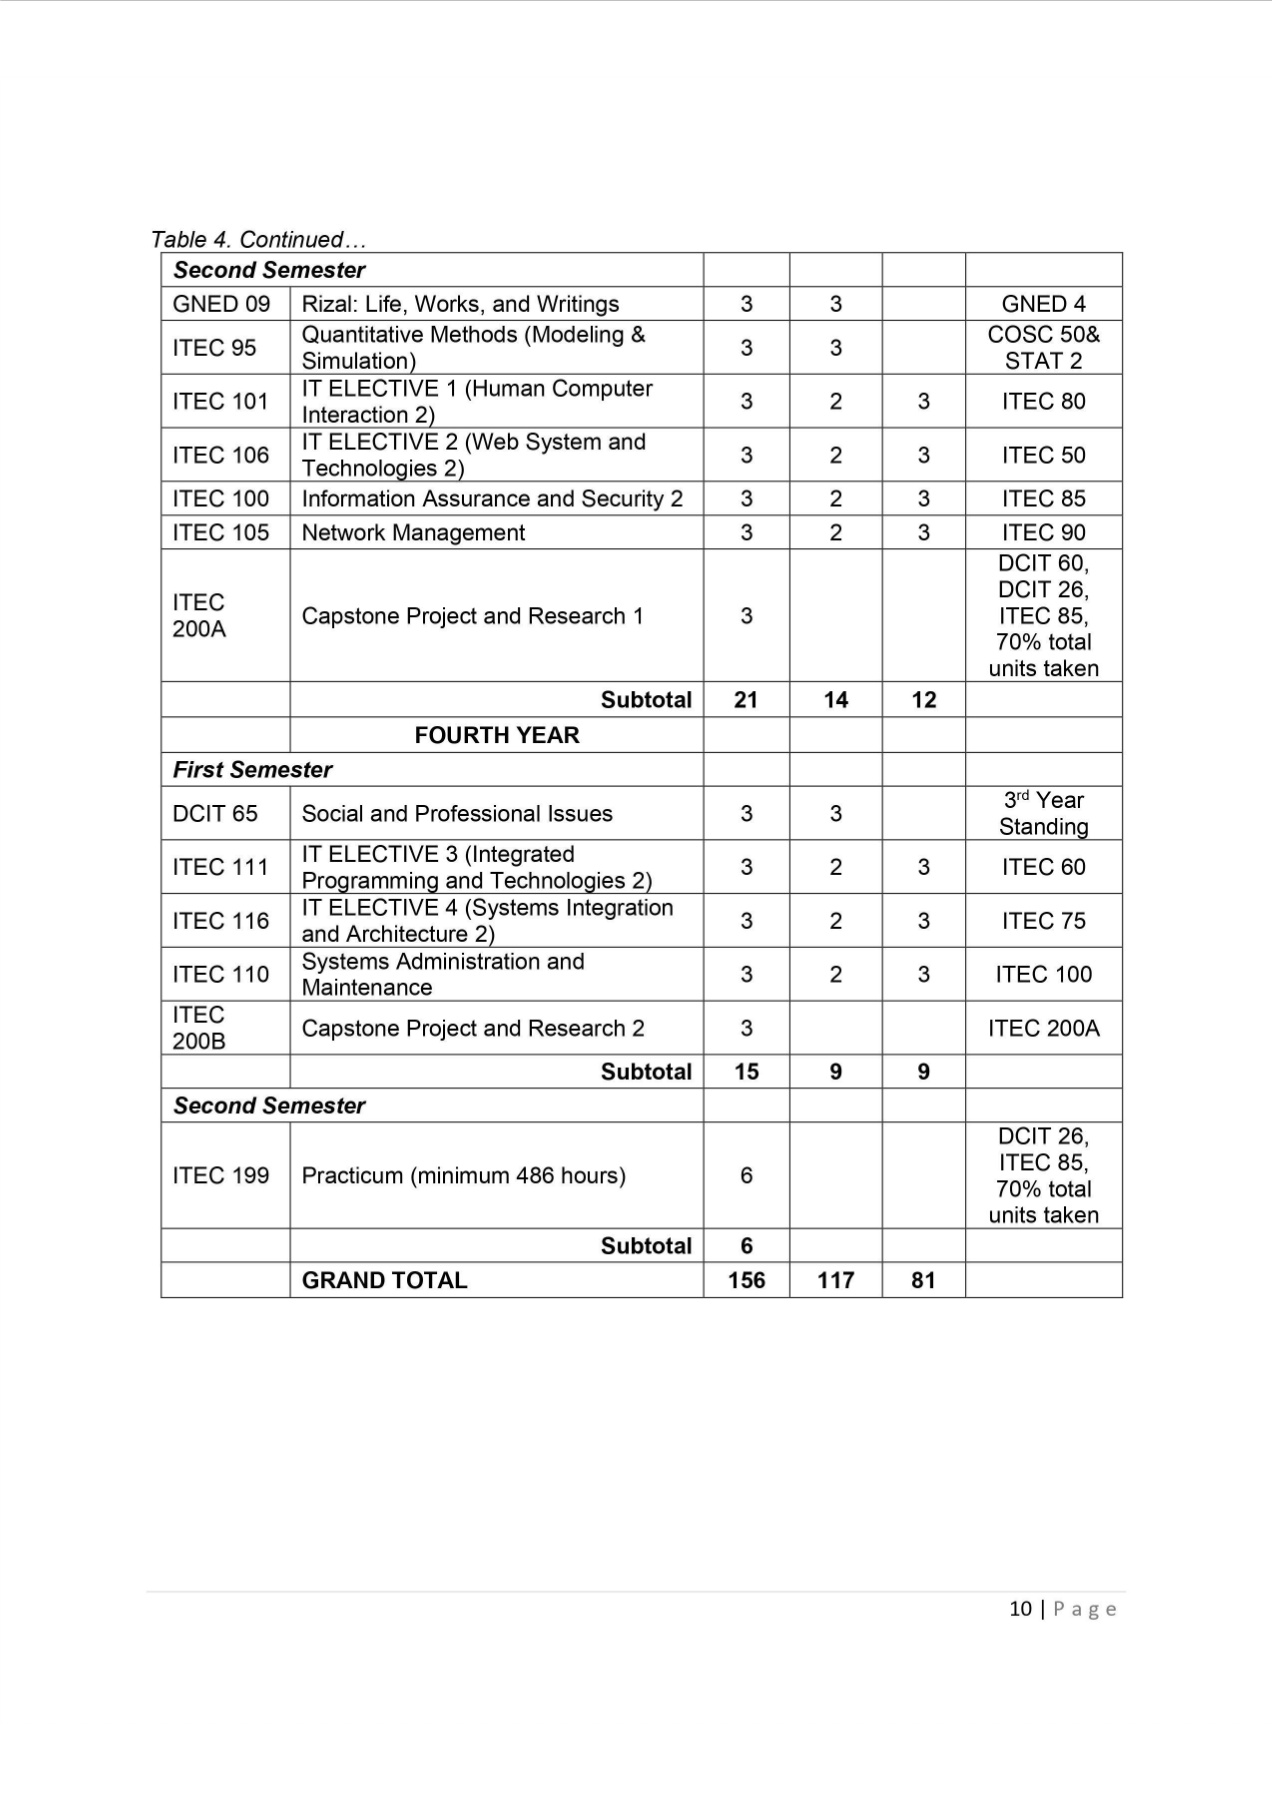 Table 4. Continued…
Second Semester
GNED 09 Rizal: Life, Works, and Writings 3 3 GNED 4
ITEC 95 Quantitative Methods (Modeling &
Simulation) 3 3 COSC 50&
STAT 2
ITEC 101 IT ELECTIVE 1 (Human Computer
Interaction 2) 3 2 3 ITEC 80
ITEC 106 IT ELECTIVE 2 (Web System and
Technologies 2) 3 2 3 ITEC 50
ITEC 100 Information Assurance and Security 2 3 2 3 ITEC 85
ITEC 105 Network Management 3 2 3 ITEC 90
ITEC
200A Capstone Project and Research 1 3 DCIT 60,
DCIT 26,
ITEC 85,
70% total
units taken
Subtotal 21 14 12
FOURTH YEAR
First Semester
DCIT 65 Social and Professional Issues 3 3 3rd Year
Standing
ITEC 111 IT ELECTIVE 3 (Integrated
Programming and Technologies 2) 3 2 3 ITEC 60
ITEC 116 IT ELECTIVE 4 (Systems Integration
and Architecture 2) 3 2 3 ITEC 75
ITEC 110 Systems Administration and
Maintenance 3 2 3 ITEC 100
ITEC
200B Capstone Project and Research 2 3 ITEC 200A
Subtotal 15 9 9
Second Semester
ITEC 199 Practicum (minimum 486 hours) 6 DCIT 26,
ITEC 85,
70% total
units taken
Subtotal 6
GRAND TOTAL 156 117 81
10 | Page